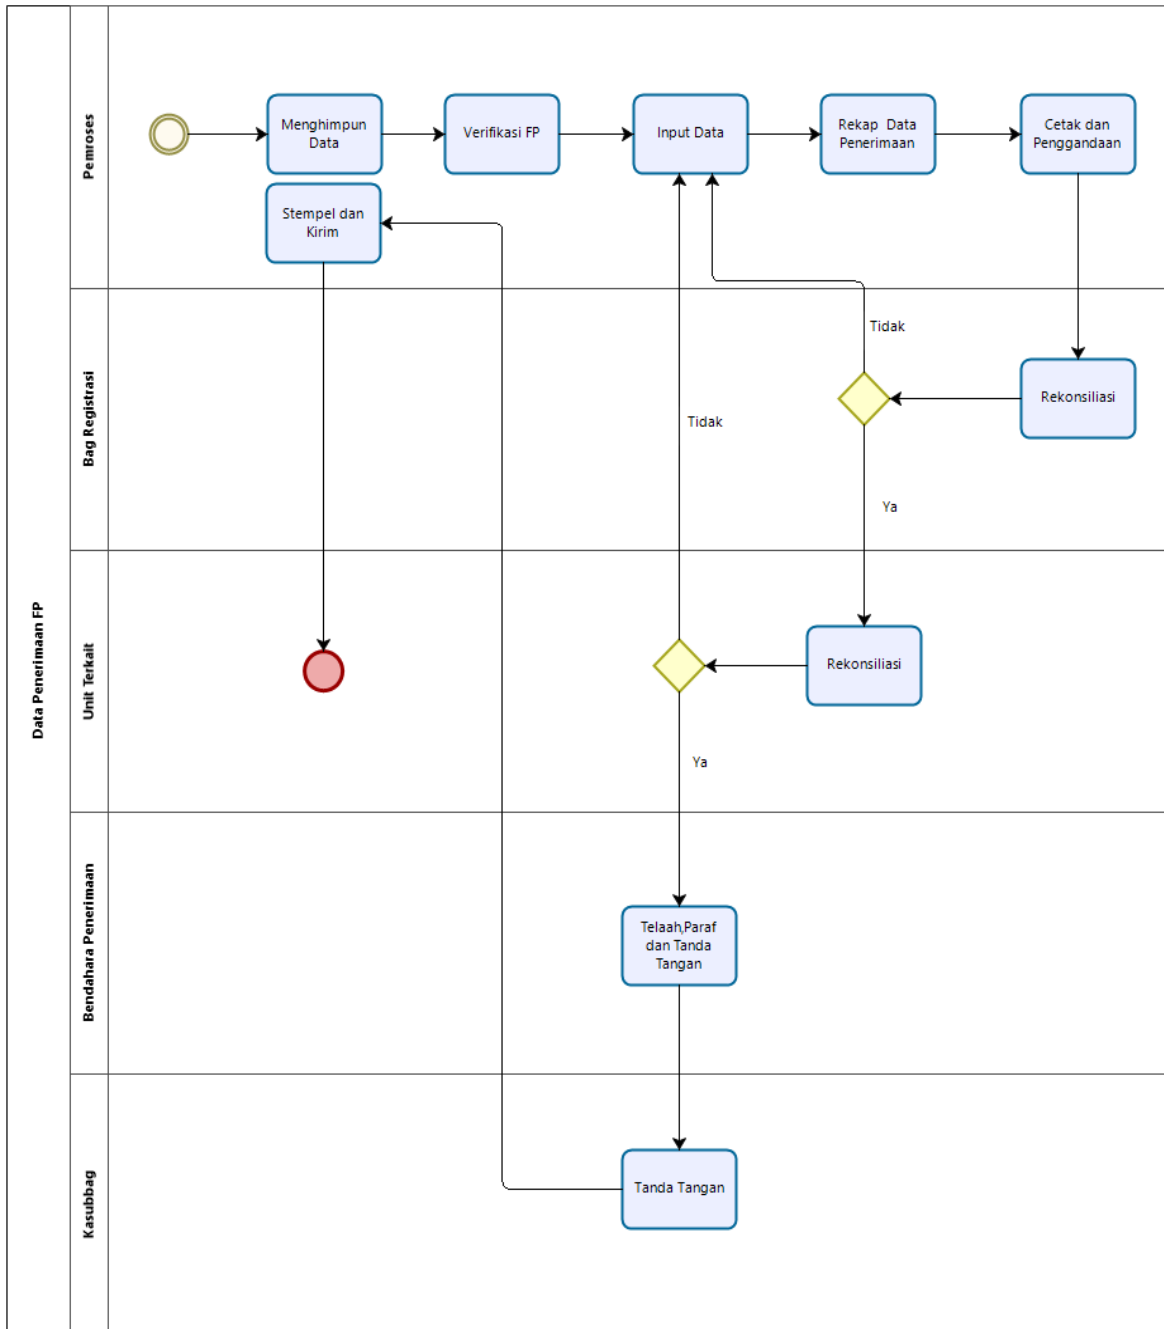 Data Penerimaan FP
Pemroses
Menghimpun
Data
Verifikasi FP
Input Data
Rekap  Data
Penerimaan
Cetak dan
Penggandaan
Stempel dan
Kirim
Bag Registrasi
Tidak
Rekonsiliasi
Tidak
Ya
Unit Terkait
Rekonsiliasi
Ya
Bendahara Penerimaan
Telaah,Paraf
dan Tanda
Tangan
Kasubbag
Tanda Tangan